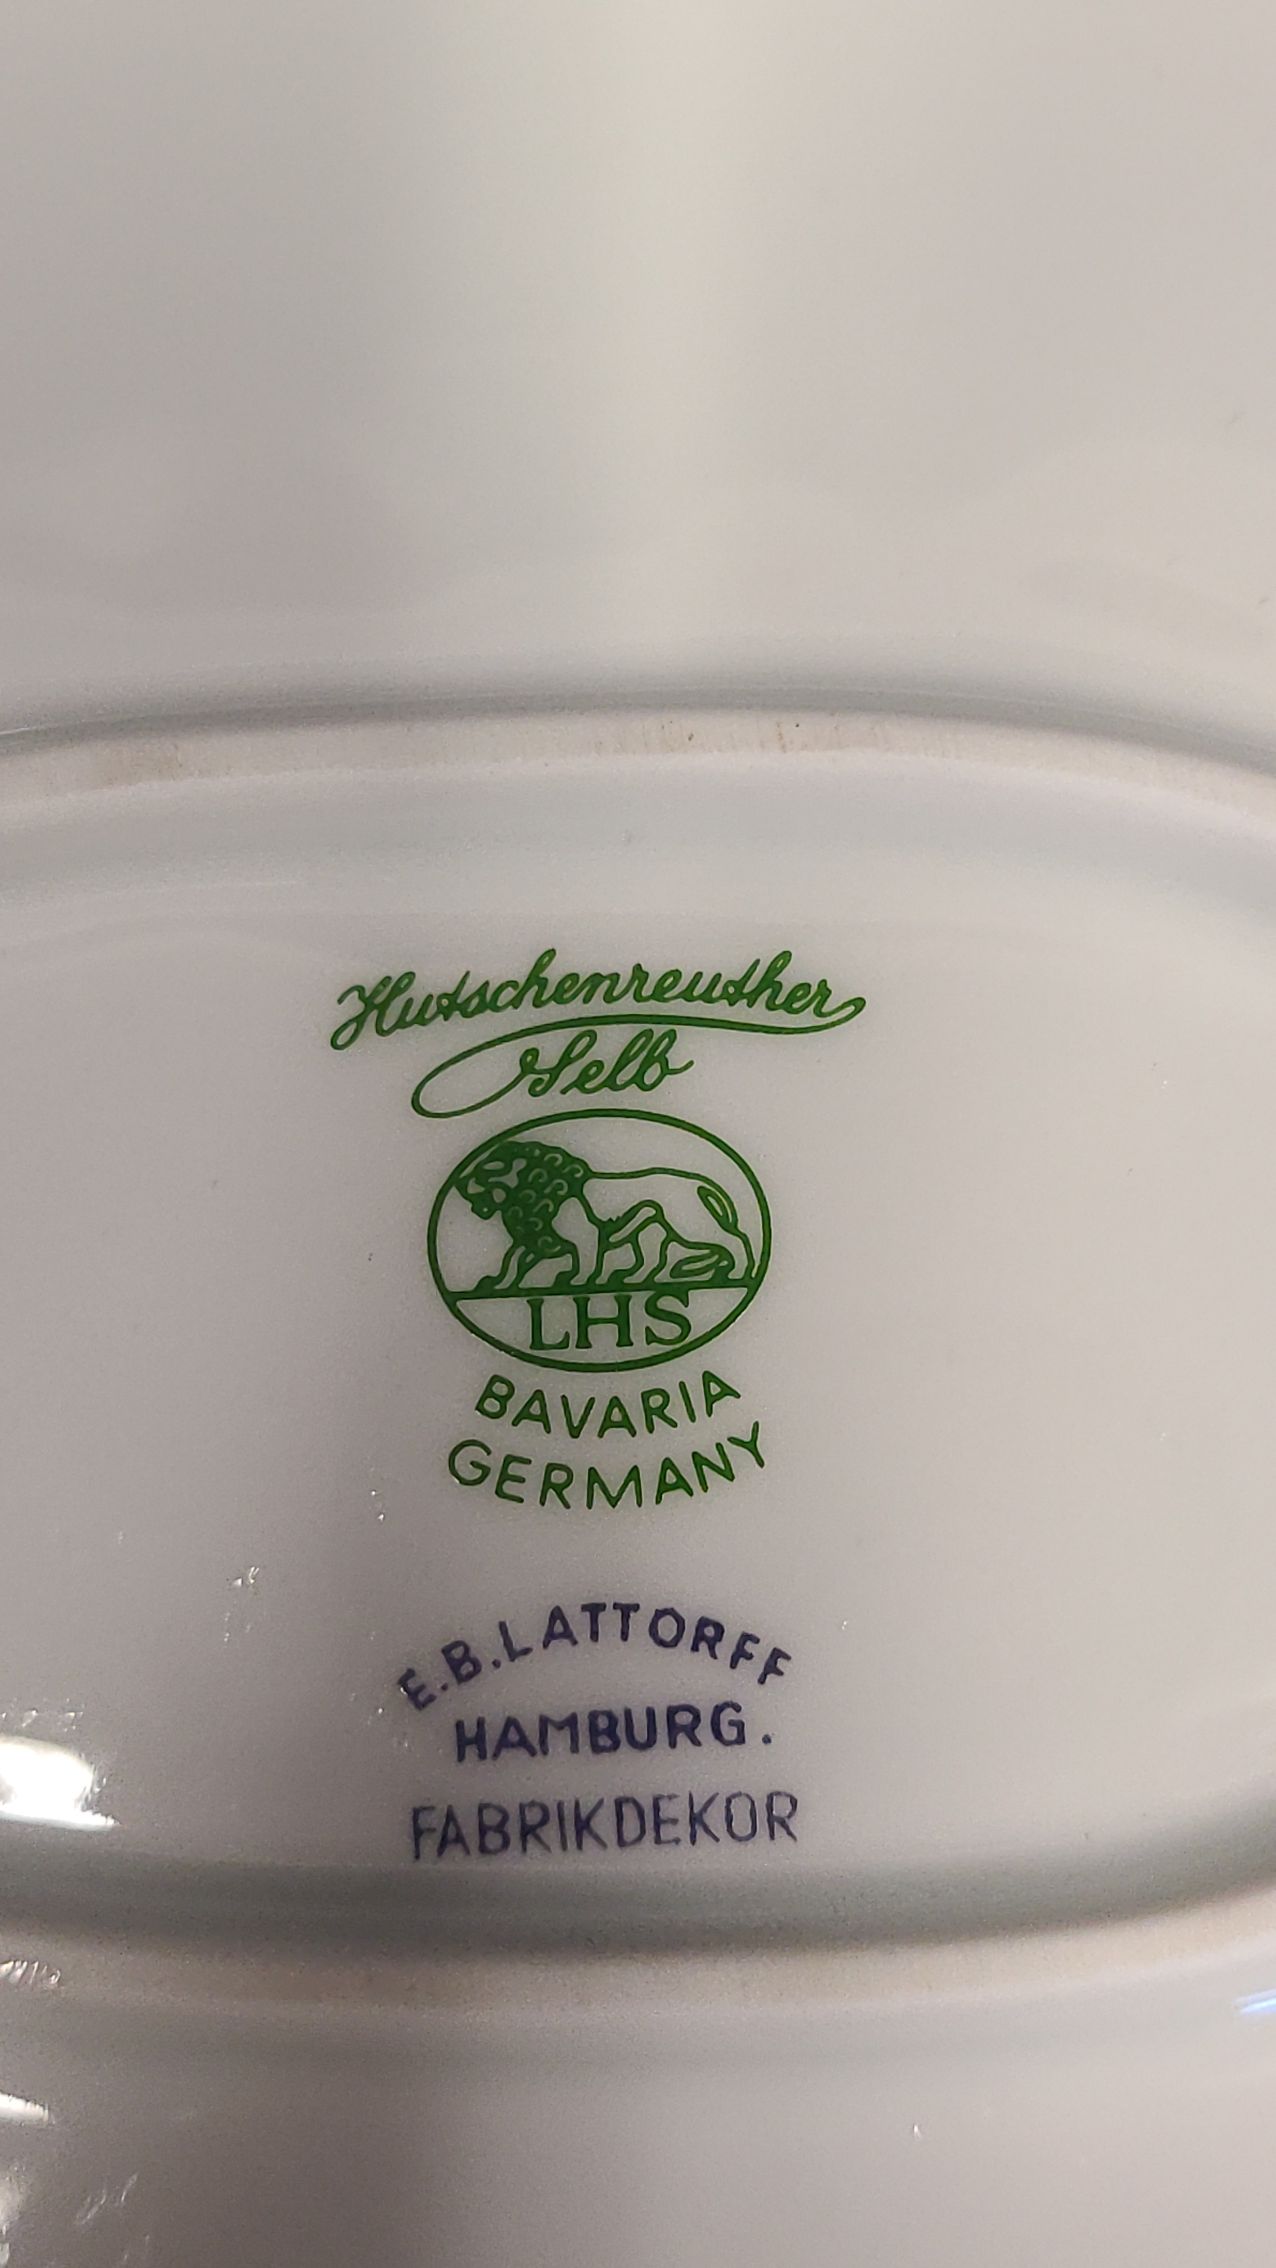 Hutschenreuther
Selb
LHS
BAVARIA
GERMANY
E.B.LATTORFF
HAMBURG.
FABRIKDEKOR